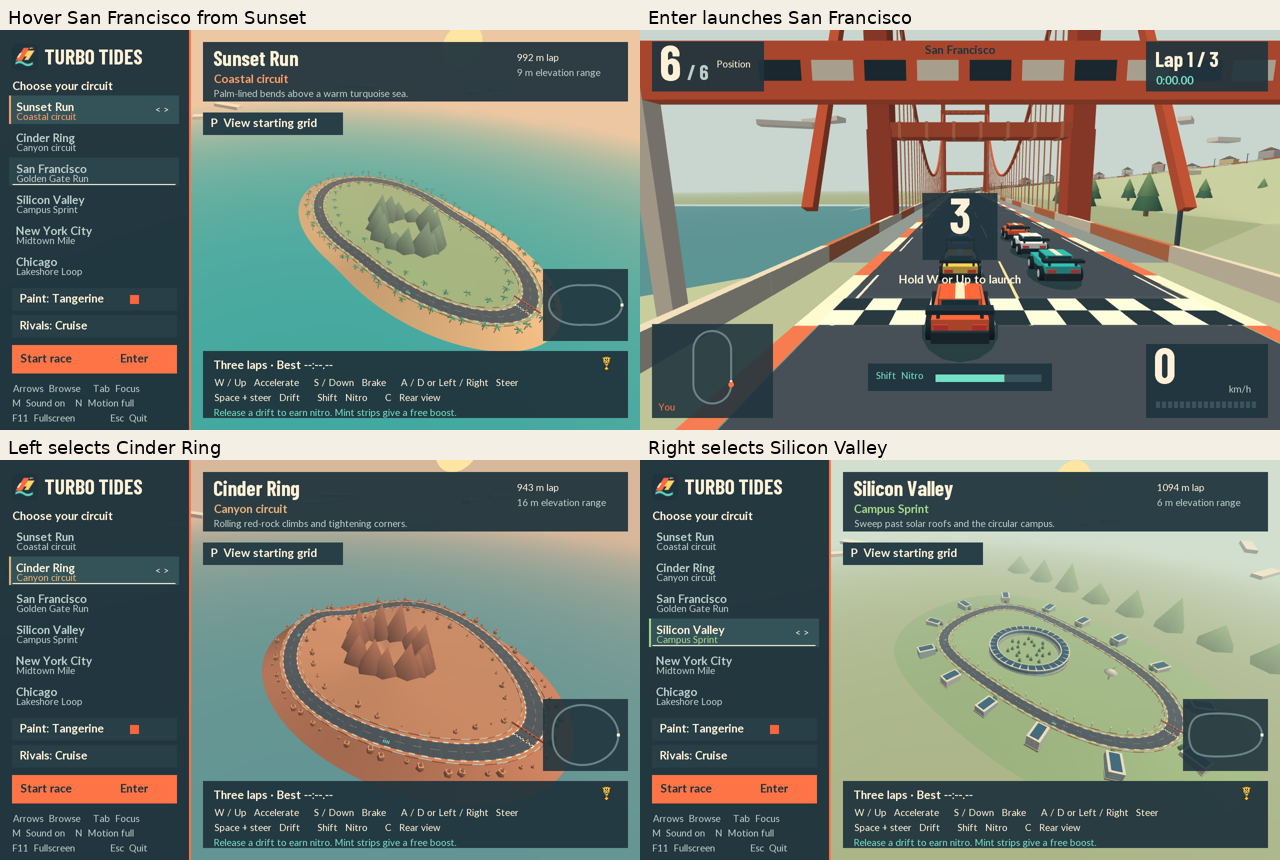 Hover San Francisco from Sunset
TURBO TIDES
Choose your circuit
Sunset Run < >
Coastal circuit
Cinder Ring
Canyon circuit
San Francisco
Golden Gate Run
Silicon Valley
Campus Sprint
New York City
Midtown Mile
Chicago
Lakeshore Loop
Paint: Tangerine
Rivals: Cruise
Start race Enter
Arrows Browse Tab Focus
M Sound on N Motion full
F11 Fullscreen Esc Quit
Sunset Run
992 m lap
Coastal circuit
9 m elevation range
Palm-lined bends above a warm turquoise sea.
P View starting grid
Three laps · Best --:--.--
W / Up Accelerate S / Down Brake A / D or Left / Right Steer
Space + steer Drift Shift Nitro C Rear view
Release a drift to earn nitro. Mint strips give a free boost.
Enter launches San Francisco
6 / 6 Position
San Francisco
Lap 1 / 3
0:00.00
3
Hold W or Up to launch
You
Shift Nitro
0
km/h
Left selects Cinder Ring
TURBO TIDES
Choose your circuit
Sunset Run
Coastal circuit
Cinder Ring < >
Canyon circuit
San Francisco
Golden Gate Run
Silicon Valley
Campus Sprint
New York City
Midtown Mile
Chicago
Lakeshore Loop
Paint: Tangerine
Rivals: Cruise
Start race Enter
Arrows Browse Tab Focus
M Sound on N Motion full
F11 Fullscreen Esc Quit
Cinder Ring
943 m lap
Canyon circuit
16 m elevation range
Rolling red-rock climbs and tightening corners.
P View starting grid
Three laps · Best --:--.--
W / Up Accelerate S / Down Brake A / D or Left / Right Steer
Space + steer Drift Shift Nitro C Rear view
Release a drift to earn nitro. Mint strips give a free boost.
Right selects Silicon Valley
TURBO TIDES
Choose your circuit
Sunset Run
Coastal circuit
Cinder Ring
Canyon circuit
San Francisco
Golden Gate Run
Silicon Valley < >
Campus Sprint
New York City
Midtown Mile
Chicago
Lakeshore Loop
Paint: Tangerine
Rivals: Cruise
Start race Enter
Arrows Browse Tab Focus
M Sound on N Motion full
F11 Fullscreen Esc Quit
Silicon Valley
1094 m lap
Campus Sprint
6 m elevation range
Sweep past solar roofs and the circular campus.
P View starting grid
Three laps · Best --:--.--
W / Up Accelerate S / Down Brake A / D or Left / Right Steer
Space + steer Drift Shift Nitro C Rear view
Release a drift to earn nitro. Mint strips give a free boost.